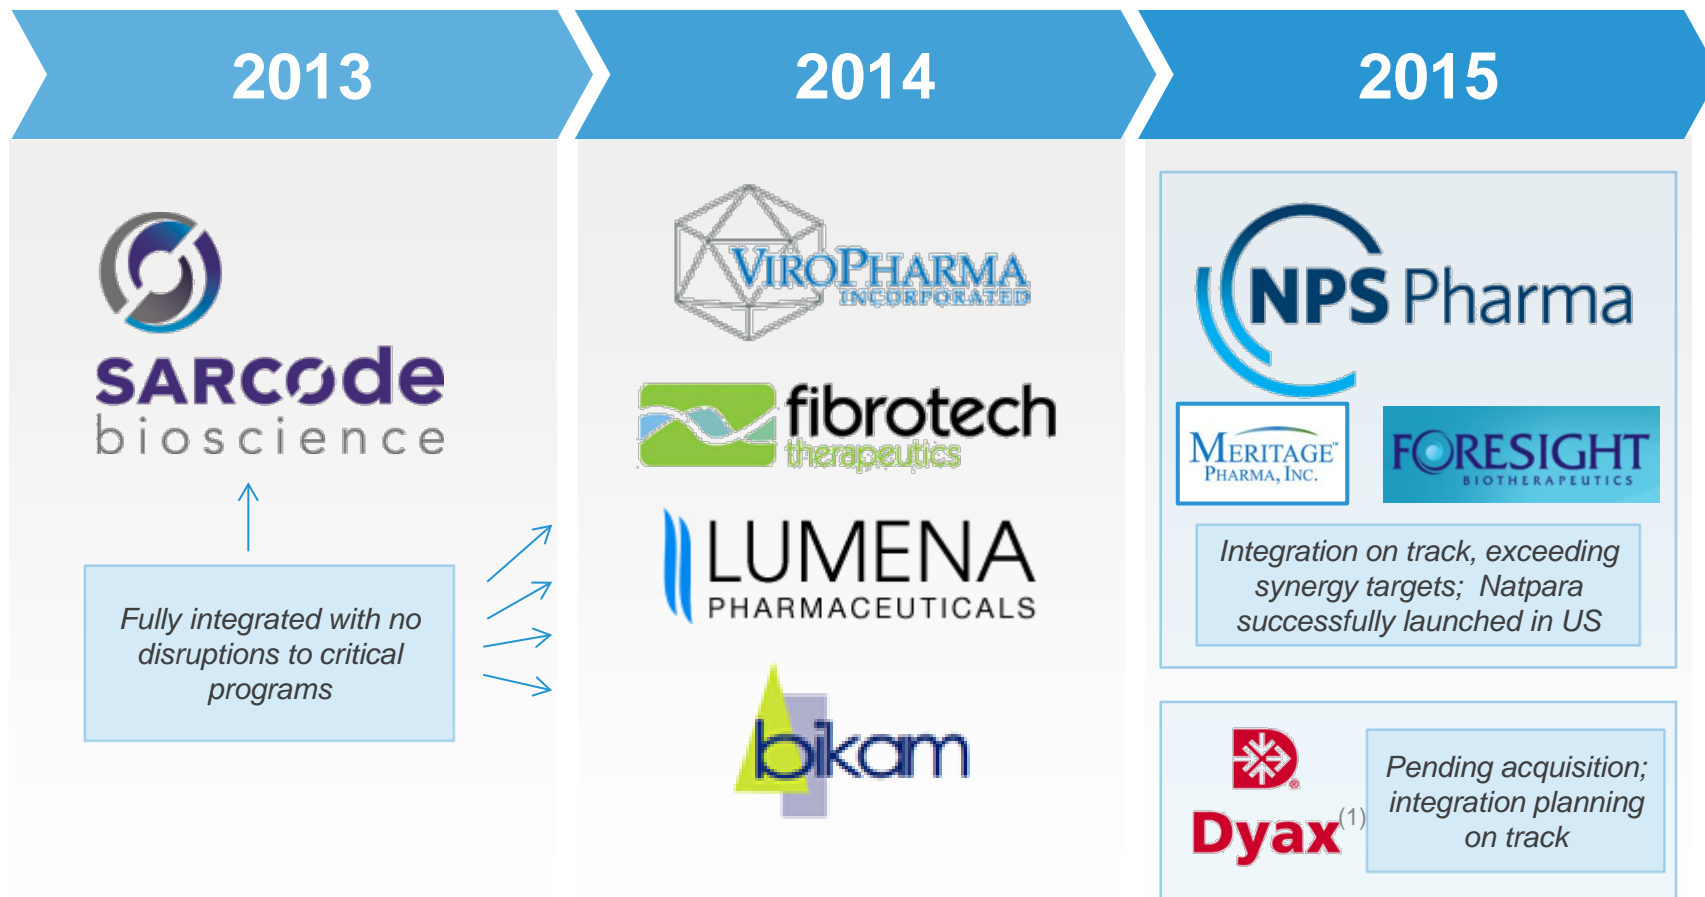 2013
2014
2015
SARcode
bioscience
Fully integrated with no
disruptions to critical
programs
VIROPHARMA
INCORPORATED
fibrotech
therapeutics
LUMENA
PHARMACEUTICALS
bikam
NPS Pharma
MERITAGE™
PHARMA, INC.
FORESIGHT
BIOTHERAPEUTICS
Integration on track, exceeding
synergy targets; Natpara
successfully launched in US
D®
Dyax(1)
Pending acquisition;
integration planning
on track